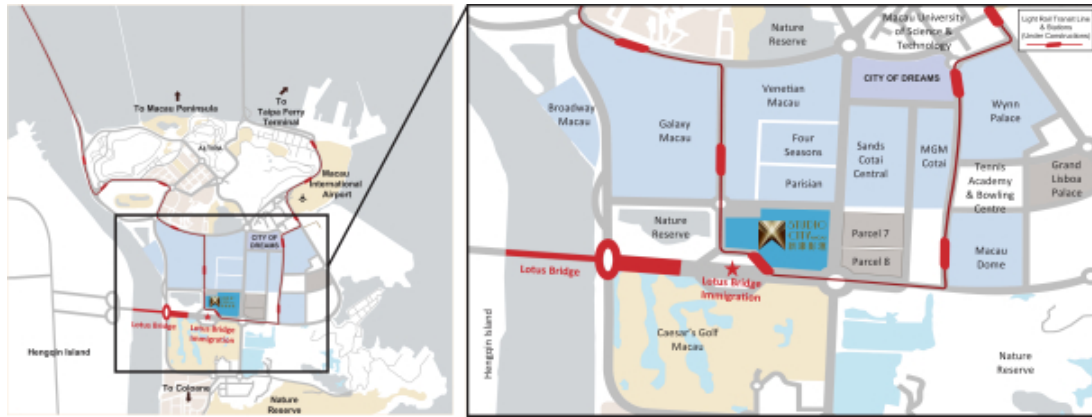 To Macau Peninsula
To
Taipa Ferry
Terminal
ALTIRA
Macau
International
Airport
CITY OF
DREAMS
Lotus Bridge
Lotus Bridge
Immigration
Hengqin Island
To Coloane
Nature
Reserve
Nature
Reserve
Macau University
of Science &
Technology
Light Rail Transit Line
& Stations
(Under Constructions)
CITY OF DREAMS
Broadway
Macau
Galaxy
Macau
Venetian
Macau
Four
Seasons
Parisian
Sands
Cotai
Central
MGM
Cotai
Wynn
Palace
Tennis
Academy
& Bowling
Centre
Grand
Lisboa
Palace
Nature
Reserve
STUDIO
CITY
Parcel 7
Parcel 8
Macau
Dome
Lotus Bridge
Lotus Bridge
Immigration
Hengqin Island
Caesar's Golf
Macau
Nature
Reserve